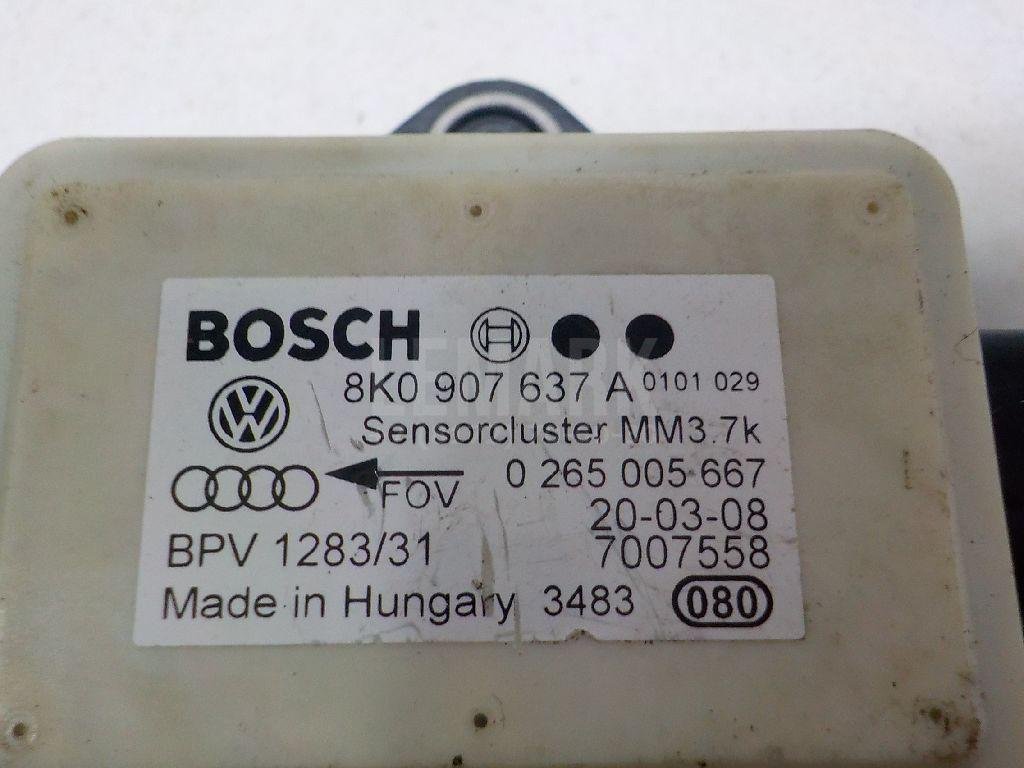 BOSCH
8K0 907 637 A 0101 029
Sensorcluster MM3.7k
0 265 005 667
FOV
20-03-08
BPV 1283/31 7007558
Made in Hungary 3483 080